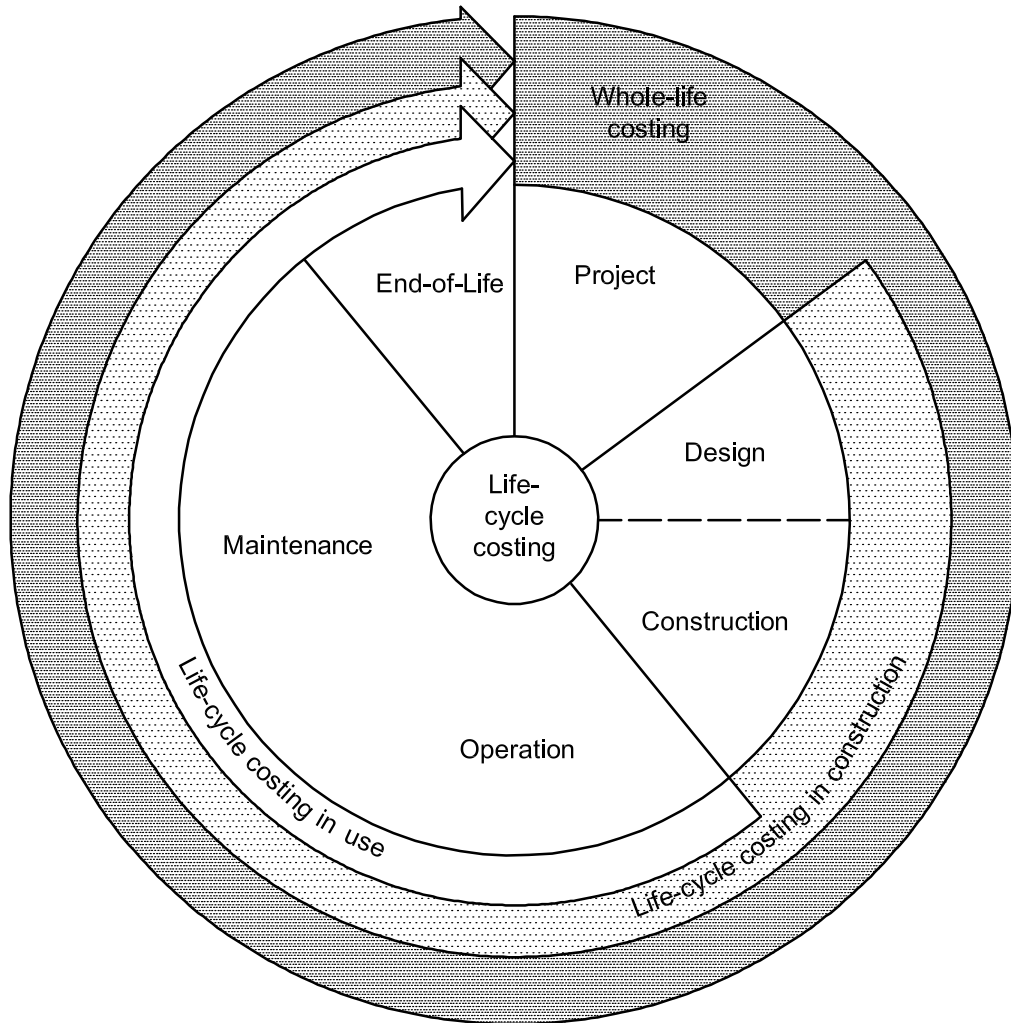 Whole-life
costing
End-of-Life
Project
Design
Life-
cycle
costing
Maintenance
Construction
Operation
Life-cycle costing in use
Life-cycle costing in construction